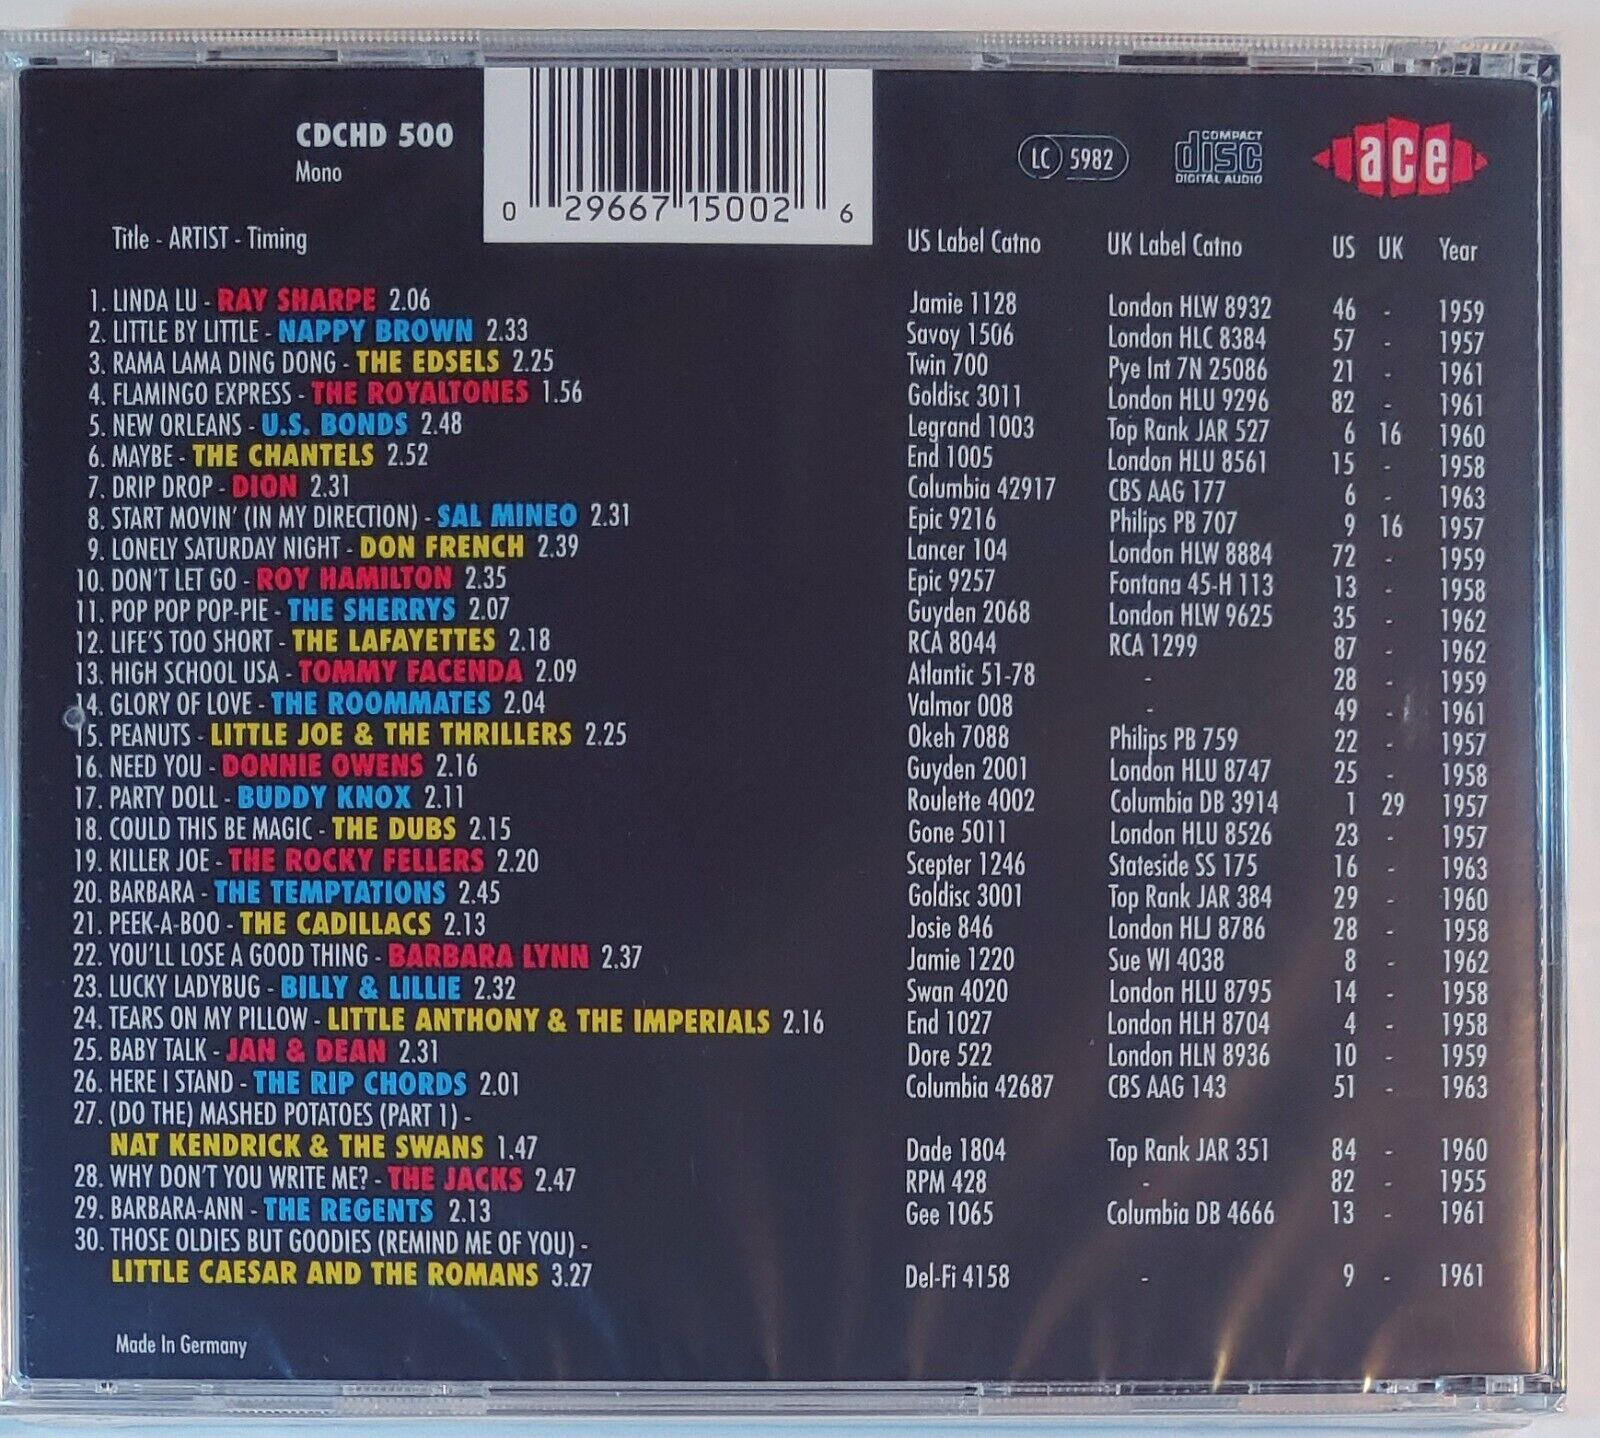 CDCHD 500
Mono
0 29667 15002 6
LC 5982
COMPACT
disc
DIGITAL AUDIO
ace
Title - ARTIST - Timing US Label Catno UK Label Catno US UK Year
1. LINDA LU - RAY SHARPE 2.06 Jamie 1128 London HLW 8932 46 - 1959
2. LITTLE BY LITTLE - NAPPY BROWN 2.33 Savoy 1506 London HLC 8384 57 - 1957
3. RAMA LAMA DING DONG - THE EDSELS 2.25 Twin 700 Pye Int 7N 25086 21 - 1961
4. FLAMINGO EXPRESS - THE ROYALTONES 1.56 Goldisc 3011 London HLU 9296 82 - 1961
5. NEW ORLEANS - U.S. BONDS 2.48 Legrand 1003 Top Rank JAR 527 6 16 1960
6. MAYBE - THE CHANTELS 2.52 End 1005 London HLU 8561 15 - 1958
7. DRIP DROP - DION 2.31 Columbia 42917 CBS AAG 177 6 - 1963
8. START MOVIN' (IN MY DIRECTION) - SAL MINEO 2.31 Epic 9216 Philips PB 707 9 16 1957
9. LONELY SATURDAY NIGHT - DON FRENCH 2.39 Lancer 104 London HLW 8884 72 - 1959
10. DON'T LET GO - ROY HAMILTON 2.35 Epic 9257 Fontana 45-H 113 13 - 1958
11. POP POP POP-PIE - THE SHERRYS 2.07 Guyden 2068 London HLW 9625 35 - 1962
12. LIFE'S TOO SHORT - THE LAFAYETTES 2.18 RCA 8044 RCA 1299 87 - 1962
13. HIGH SCHOOL USA - TOMMY FACENDA 2.09 Atlantic 51-78 - 28 - 1959
14. GLORY OF LOVE - THE ROOMMATES 2.04 Valmor 008 - 49 - 1961
15. PEANUTS - LITTLE JOE & THE THRILLERS 2.25 Okeh 7088 Philips PB 759 22 - 1957
16. NEED YOU - DONNIE OWENS 2.16 Guyden 2001 London HLU 8747 25 - 1958
17. PARTY DOLL - BUDDY KNOX 2.11 Roulette 4002 Columbia DB 3914 1 29 1957
18. COULD THIS BE MAGIC - THE DUBS 2.15 Gone 5011 London HLU 8526 23 - 1957
19. KILLER JOE - THE ROCKY FELLERS 2.20 Scepter 1246 Stateside SS 175 16 - 1963
20. BARBARA - THE TEMPTATIONS 2.45 Goldisc 3001 Top Rank JAR 384 29 - 1960
21. PEEK-A-BOO - THE CADILLACS 2.13 Josie 846 London HLJ 8786 28 - 1958
22. YOU'LL LOSE A GOOD THING - BARBARA LYNN 2.37 Jamie 1220 Sue WI 4038 8 - 1962
23. LUCKY LADYBUG - BILLY & LILLIE 2.32 Swan 4020 London HLU 8795 14 - 1958
24. TEARS ON MY PILLOW - LITTLE ANTHONY & THE IMPERIALS 2.16 End 1027 London HLH 8704 4 - 1958
25. BABY TALK - JAN & DEAN 2.31 Dore 522 London HLN 8936 10 - 1959
26. HERE I STAND - THE RIP CHORDS 2.01 Columbia 42687 CBS AAG 143 51 - 1963
27. (DO THE) MASHED POTATOES (PART 1) -
NAT KENDRICK & THE SWANS 1.47 Dade 1804 Top Rank JAR 351 84 - 1960
28. WHY DON'T YOU WRITE ME? - THE JACKS 2.47 RPM 428 - 82 - 1955
29. BARBARA-ANN - THE REGENTS 2.13 Gee 1065 Columbia DB 4666 13 - 1961
30. THOSE OLDIES BUT GOODIES (REMIND ME OF YOU) -
LITTLE CAESAR AND THE ROMANS 3.27 Del-Fi 4158 - 9 - 1961
Made In Germany